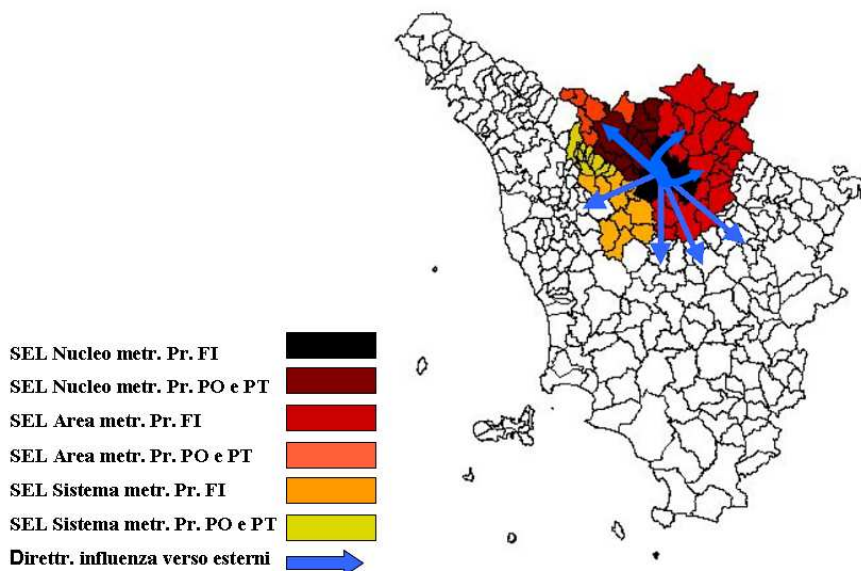 SEL Nucleo metr. Pr. FI
SEL Nucleo metr. Pr. PO e PT
SEL Area metr. Pr. FI
SEL Area metr. Pr. PO e PT
SEL Sistema metr. Pr. FI
SEL Sistema metr. Pr. PO e PT
Direttr. influenza verso esterni